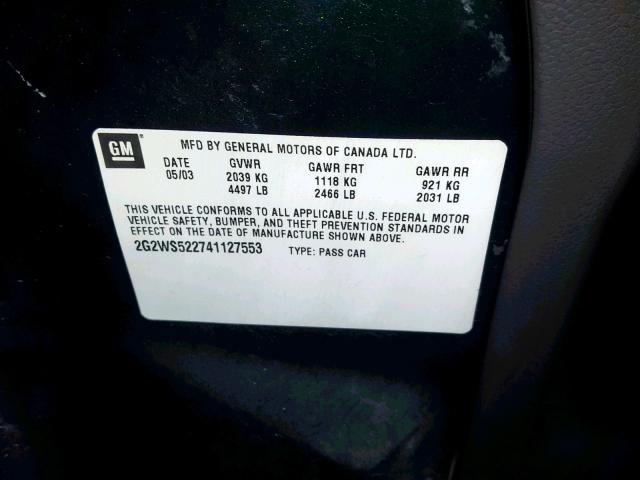 GM
MFD BY GENERAL MOTORS OF CANADA LTD.
DATE GVWR GAWR FRT GAWR RR
05/03 2039 KG 1118 KG 921 KG
4497 LB 2466 LB 2031 LB
THIS VEHICLE CONFORMS TO ALL APPLICABLE U.S. FEDERAL MOTOR
VEHICLE SAFETY, BUMPER, AND THEFT PREVENTION STANDARDS IN
EFFECT ON THE DATE OF MANUFACTURE SHOWN ABOVE.
2G2WS522741127553 TYPE: PASS CAR